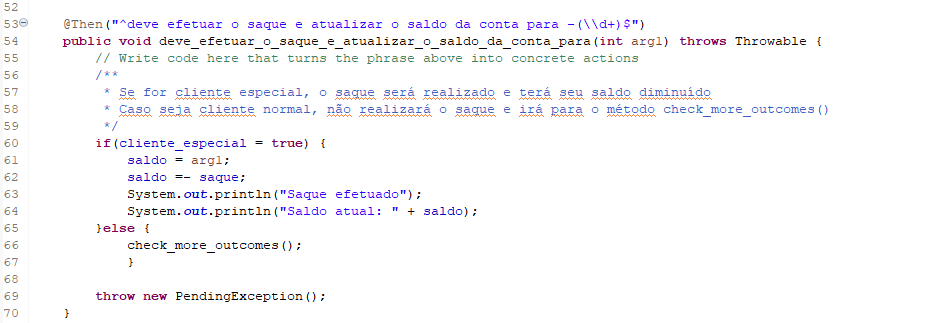 52
53 @Then("^deve efetuar o saque e atualizar o saldo da conta para -(\\d+)$")
54 public void deve_efetuar_o_saque_e_atualizar_o_saldo_da_conta_para(int arg1) throws Throwable {
55 // Write code here that turns the phrase above into concrete actions
56 /**
57 * Se for cliente especial, o saque será realizado e terá seu saldo diminuído
58 * Caso seja cliente normal, não realizará o saque e irá para o método check_more_outcomes()
59 */
60 if(cliente_especial = true) {
61 saldo = arg1;
62 saldo =- saque;
63 System.out.println("Saque efetuado");
64 System.out.println("Saldo atual: " + saldo);
65 }else {
66 check_more_outcomes();
67 }
68
69 throw new PendingException();
70 }